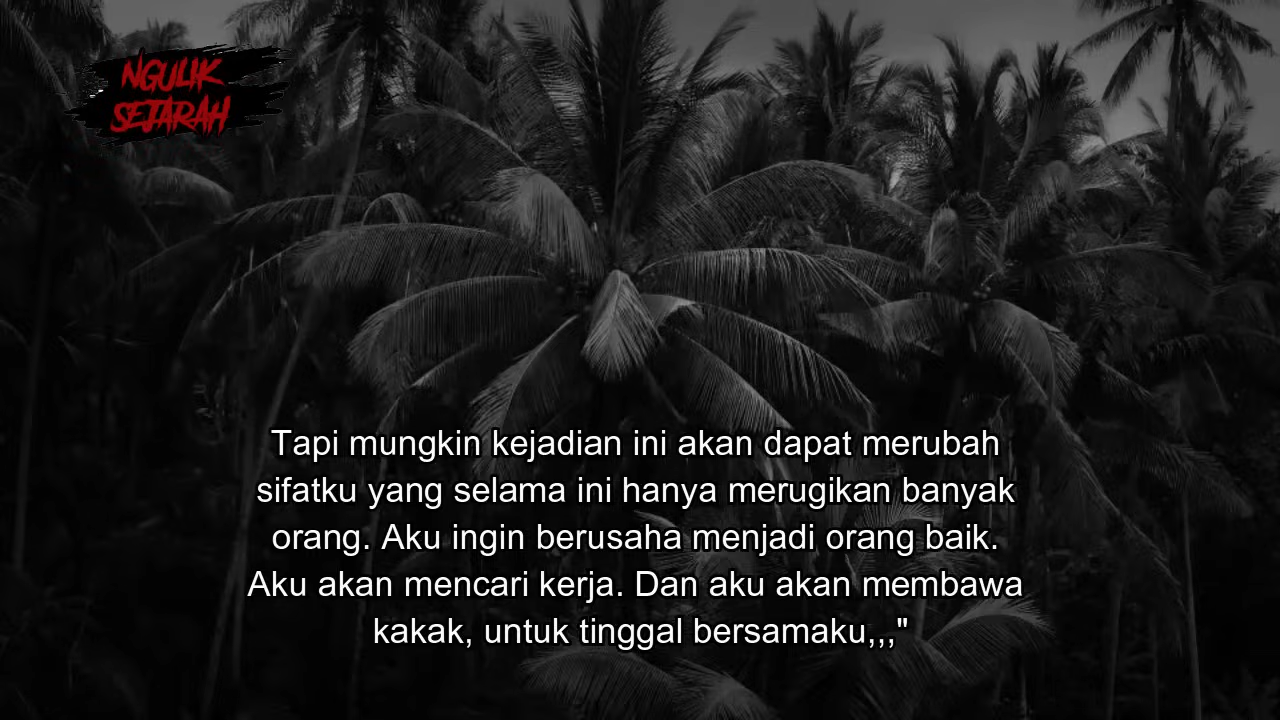 NGULIK
SEJARAH
Tapi mungkin kejadian ini akan dapat merubah
sifatku yang selama ini hanya merugikan banyak
orang. Aku ingin berusaha menjadi orang baik.
Aku akan mencari kerja. Dan aku akan membawa
kakak, untuk tinggal bersamaku,,,"